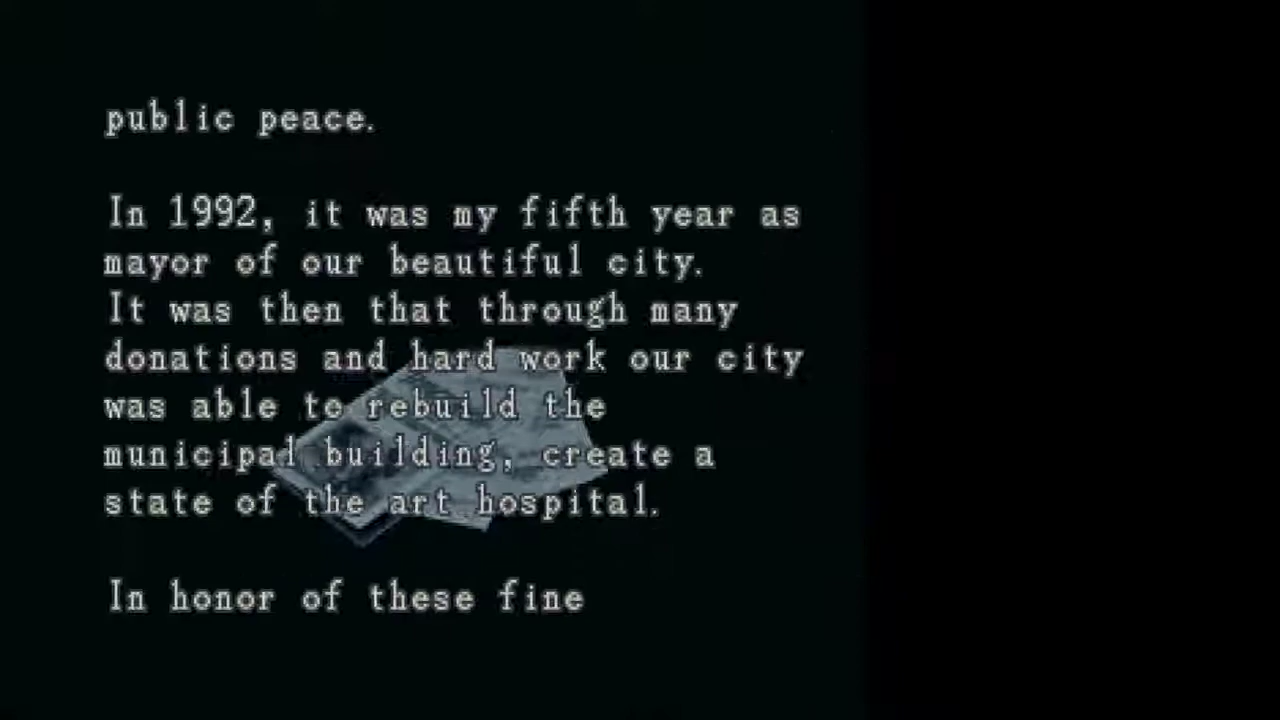 public peace.
In 1992, it was my fifth year as
mayor of our beautiful city.
It was then that through many
donations and hard work our city
was able to rebuild the
municipal building, create a
state of the art hospital.
In honor of these fine